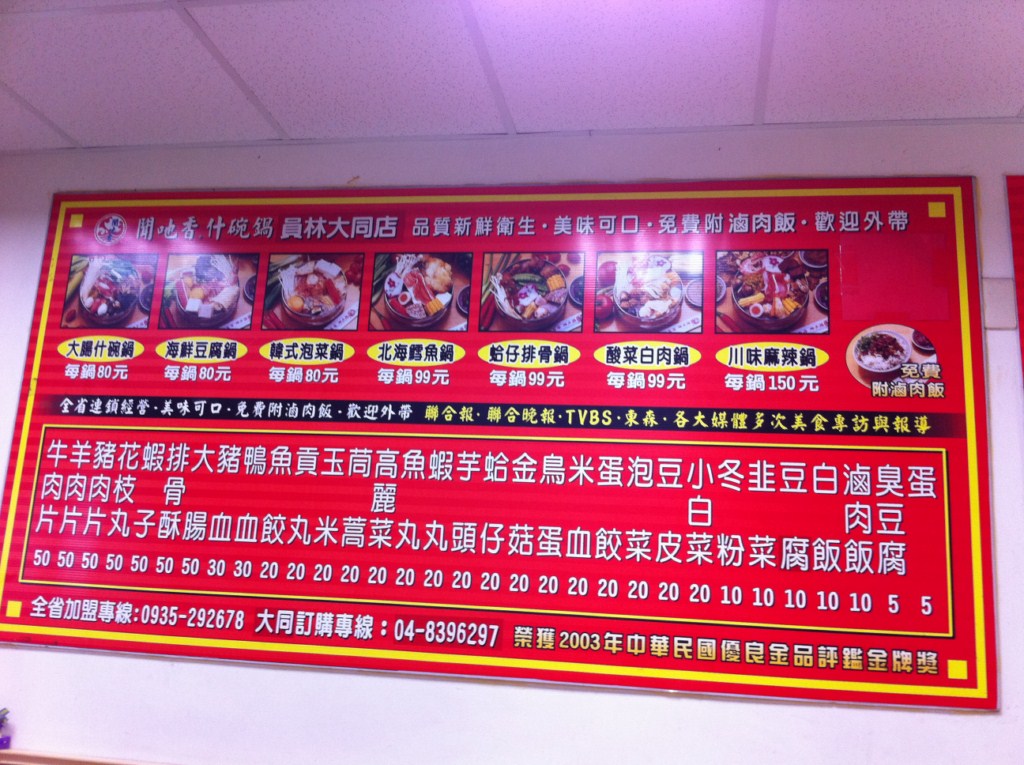 聞吔香 什碗鍋 員林大同店 品質新鮮衛生‧美味可口‧免費附滷肉飯‧歡迎外帶
大腸什碗鍋
每鍋80元
海鮮豆腐鍋
每鍋80元
韓式泡菜鍋
每鍋80元
北海鱈魚鍋
每鍋99元
蛤仔排骨鍋
每鍋99元
酸菜白肉鍋
每鍋99元
川味麻辣鍋
每鍋150元
免費
附滷肉飯
全省連鎖經營‧美味可口‧免費附滷肉飯‧歡迎外帶 聯合報‧聯合晚報‧TVBS‧東森‧各大媒體多次美食專訪與報導
牛肉片 50
羊肉片 50
豬肉片 50
花枝丸 50
蝦子 50
排骨酥 50
大腸 50
豬血 30
鴨血 30
魚餃 20
貢丸 20
玉米 20
茼蒿 20
高麗菜 20
魚丸 20
蝦丸 20
芋頭 20
蛤仔 20
金菇 20
鳥蛋 20
米血 20
蛋餃 20
泡菜 20
豆皮 20
小白菜 20
冬粉 10
韭菜 10
豆腐 10
白飯 10
滷肉飯 10
臭豆腐 5
蛋 5
全省加盟專線:0935-292678 大同訂購專線：04-8396297 榮獲2003年中華民國優良金品評鑑金牌獎